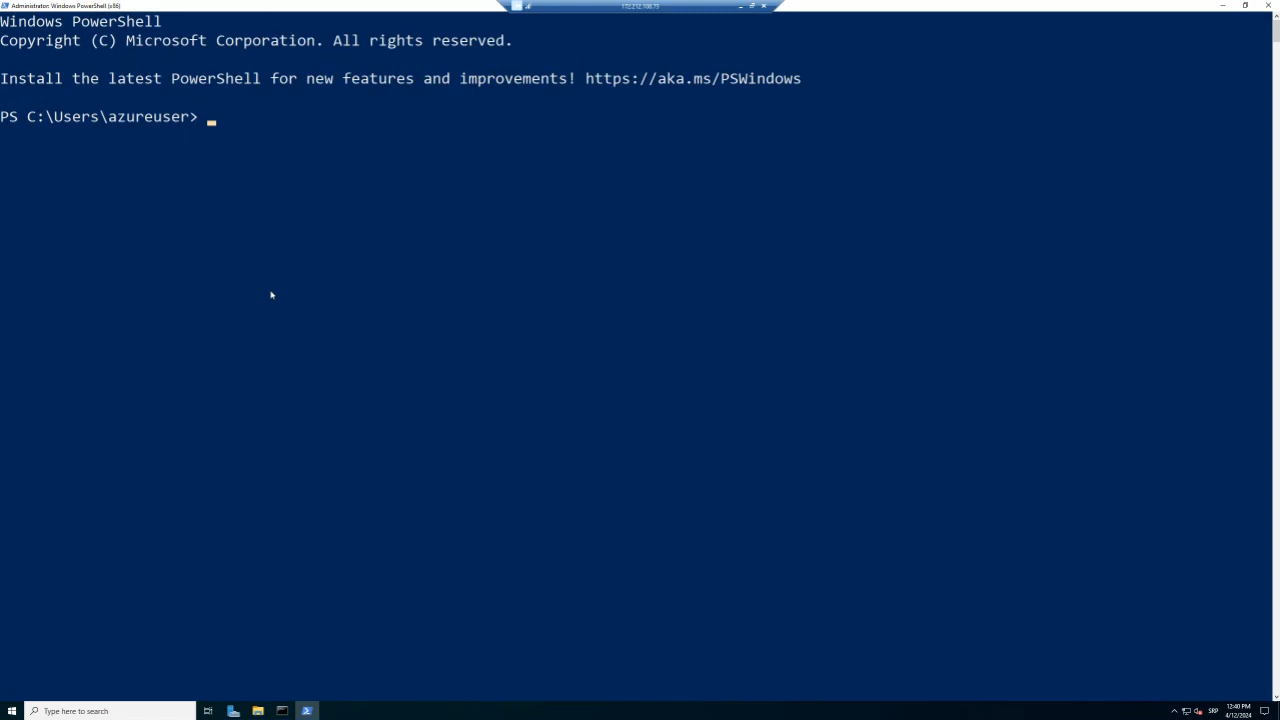 Administrator: Windows PowerShell (x86)
Windows PowerShell
Copyright (C) Microsoft Corporation. All rights reserved.
Install the latest PowerShell for new features and improvements! https://aka.ms/PSWindows
PS C:\Users\azureuser>
Type here to search
SRP
12:40 PM
4/12/2024